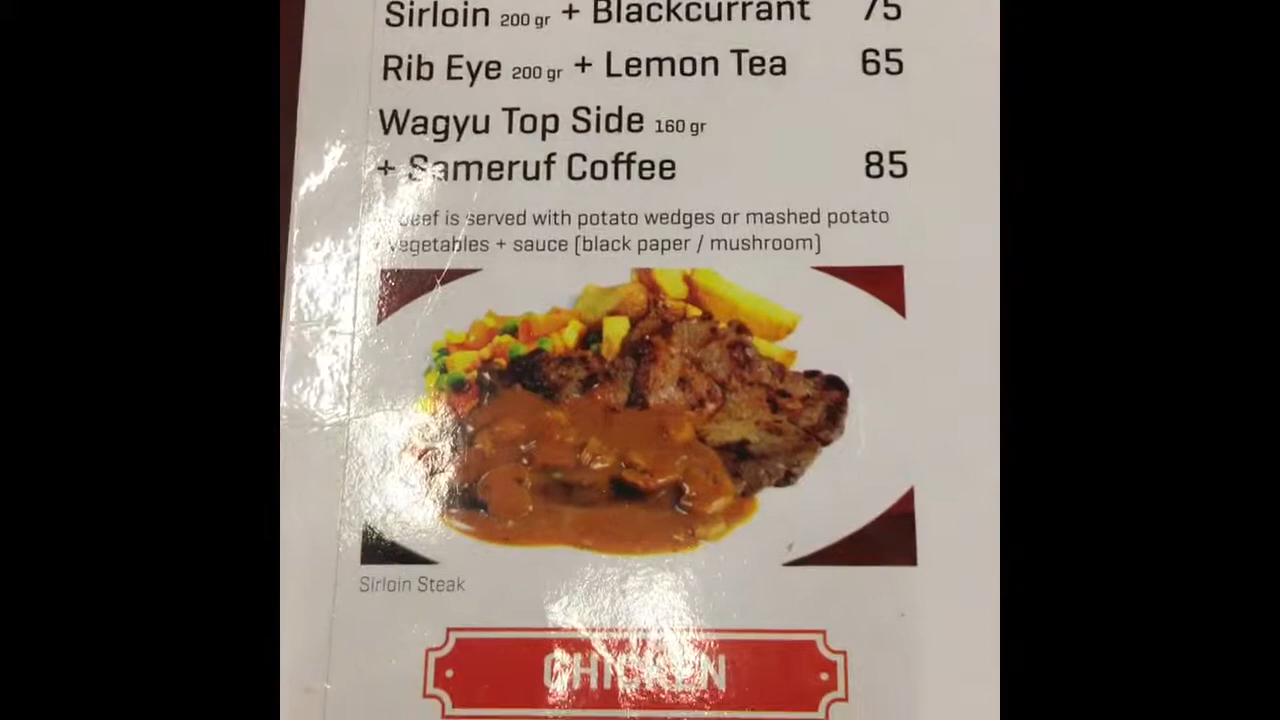 Sirloin 200 gr + Blackcurrant 75
Rib Eye 200 gr + Lemon Tea 65
Wagyu Top Side 160 gr
+ Sameruf Coffee 85
Beef is served with potato wedges or mashed potato
vegetables + sauce [black paper / mushroom]
Sirloin Steak
CHICKEN